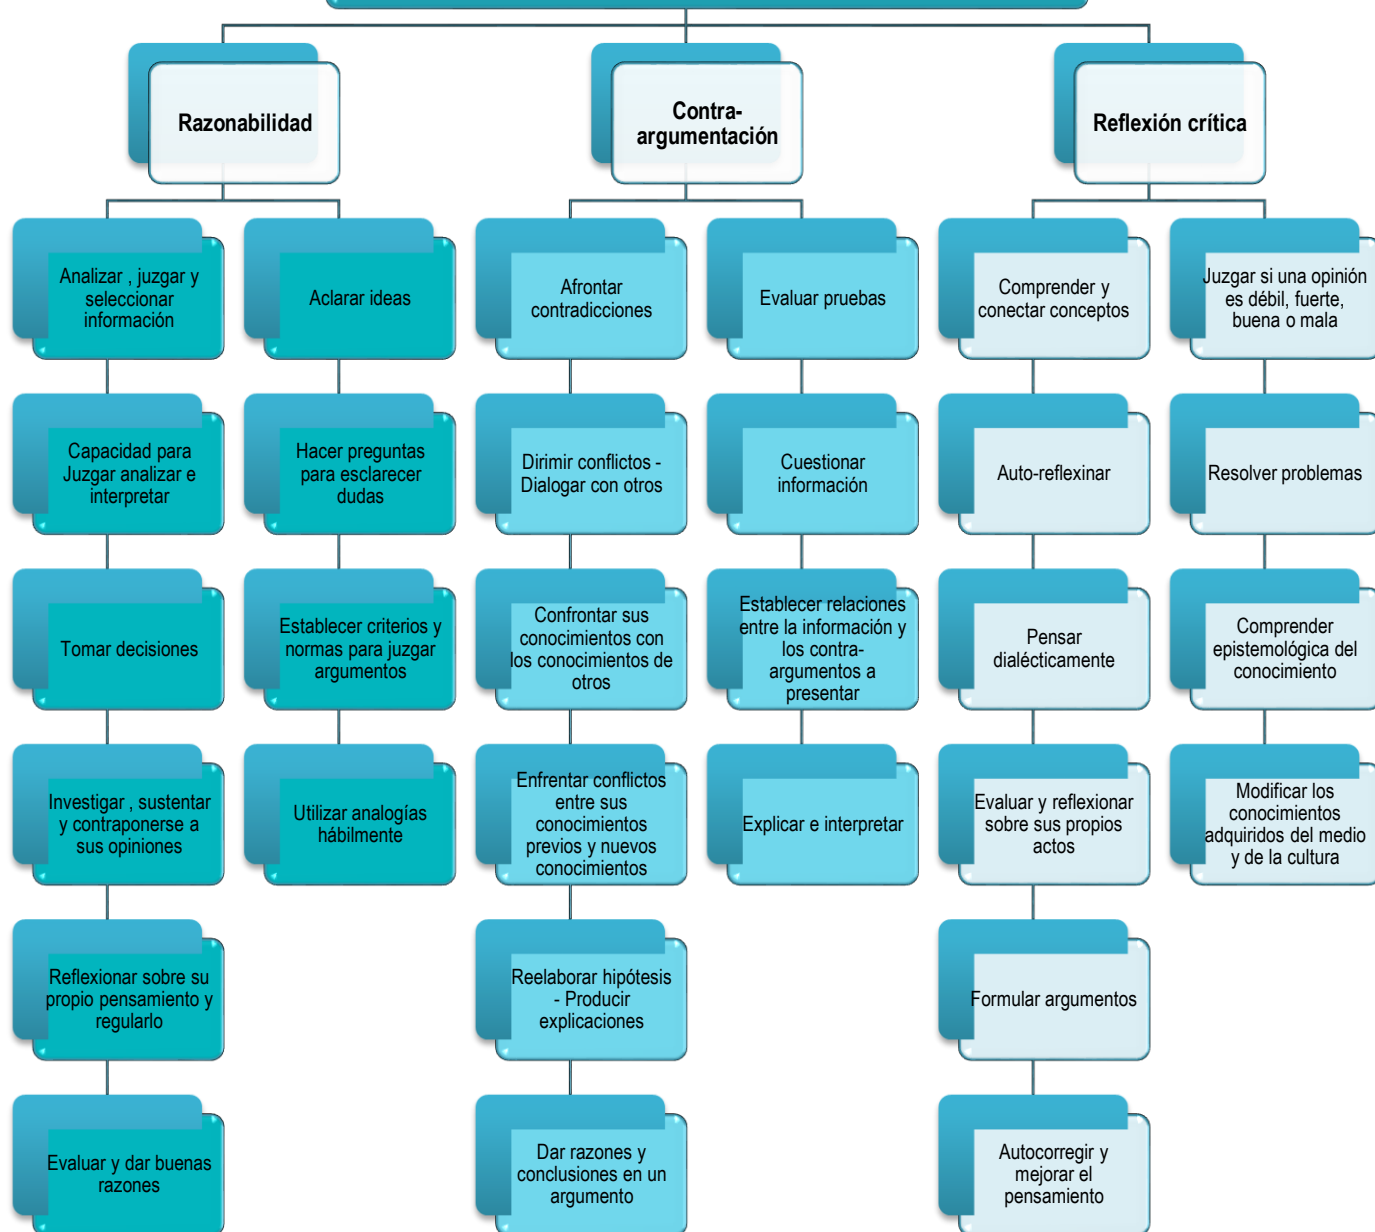 Razonabilidad
Contra-
argumentación
Reflexión crítica
Analizar , juzgar y
seleccionar
información
Aclarar ideas
Afrontar
contradicciones
Evaluar pruebas
Comprender y
conectar conceptos
Juzgar si una opinión
es débil, fuerte,
buena o mala
Capacidad para
Juzgar analizar e
interpretar
Hacer preguntas
para esclarecer
dudas
Dirimir conflictos -
Dialogar con otros
Cuestionar
información
Auto-reflexinar
Resolver problemas
Tomar decisiones
Establecer criterios y
normas para juzgar
argumentos
Confrontar sus
conocimientos con
los conocimientos de
otros
Establecer relaciones
entre la información y
los contra-
argumentos a
presentar
Pensar
dialécticamente
Comprender
epistemológica del
conocimiento
Investigar , sustentar
y contraponerse a
sus opiniones
Utilizar analogías
hábilmente
Enfrentar conflictos
entre sus
conocimientos
previos y nuevos
conocimientos
Explicar e interpretar
Evaluar y reflexionar
sobre sus propios
actos
Modificar los
conocimientos
adquiridos del medio
y de la cultura
Reflexionar sobre su
propio pensamiento y
regularlo
Reelaborar hipótesis
- Producir
explicaciones
Formular argumentos
Evaluar y dar buenas
razones
Dar razones y
conclusiones en un
argumento
Autocorregir y
mejorar el
pensamiento